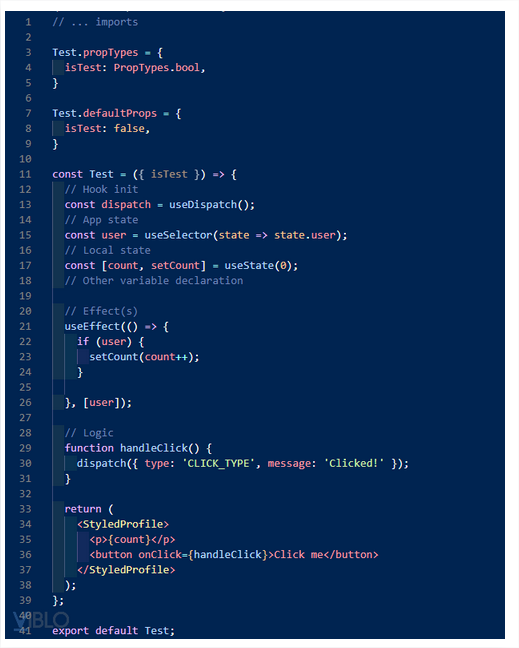 1 // ... imports
2
3 Test.propTypes = {
4   isTest: PropTypes.bool,
5 }
6
7 Test.defaultProps = {
8   isTest: false,
9 }
10
11 const Test = ({ isTest }) => {
12   // Hook init
13   const dispatch = useDispatch();
14   // App state
15   const user = useSelector(state => state.user);
16   // Local state
17   const [count, setCount] = useState(0);
18   // Other variable declaration
19
20   // Effect(s)
21   useEffect(() => {
22     if (user) {
23       setCount(count++);
24     }
25
26   }, [user]);
27
28   // Logic
29   function handleClick() {
30     dispatch({ type: 'CLICK_TYPE', message: 'Clicked!' });
31   }
32
33   return (
34     <StyledProfile>
35       <p>{count}</p>
36       <button onClick={handleClick}>Click me</button>
37     </StyledProfile>
38   );
39 };
40
VIBLO
41 export default Test;